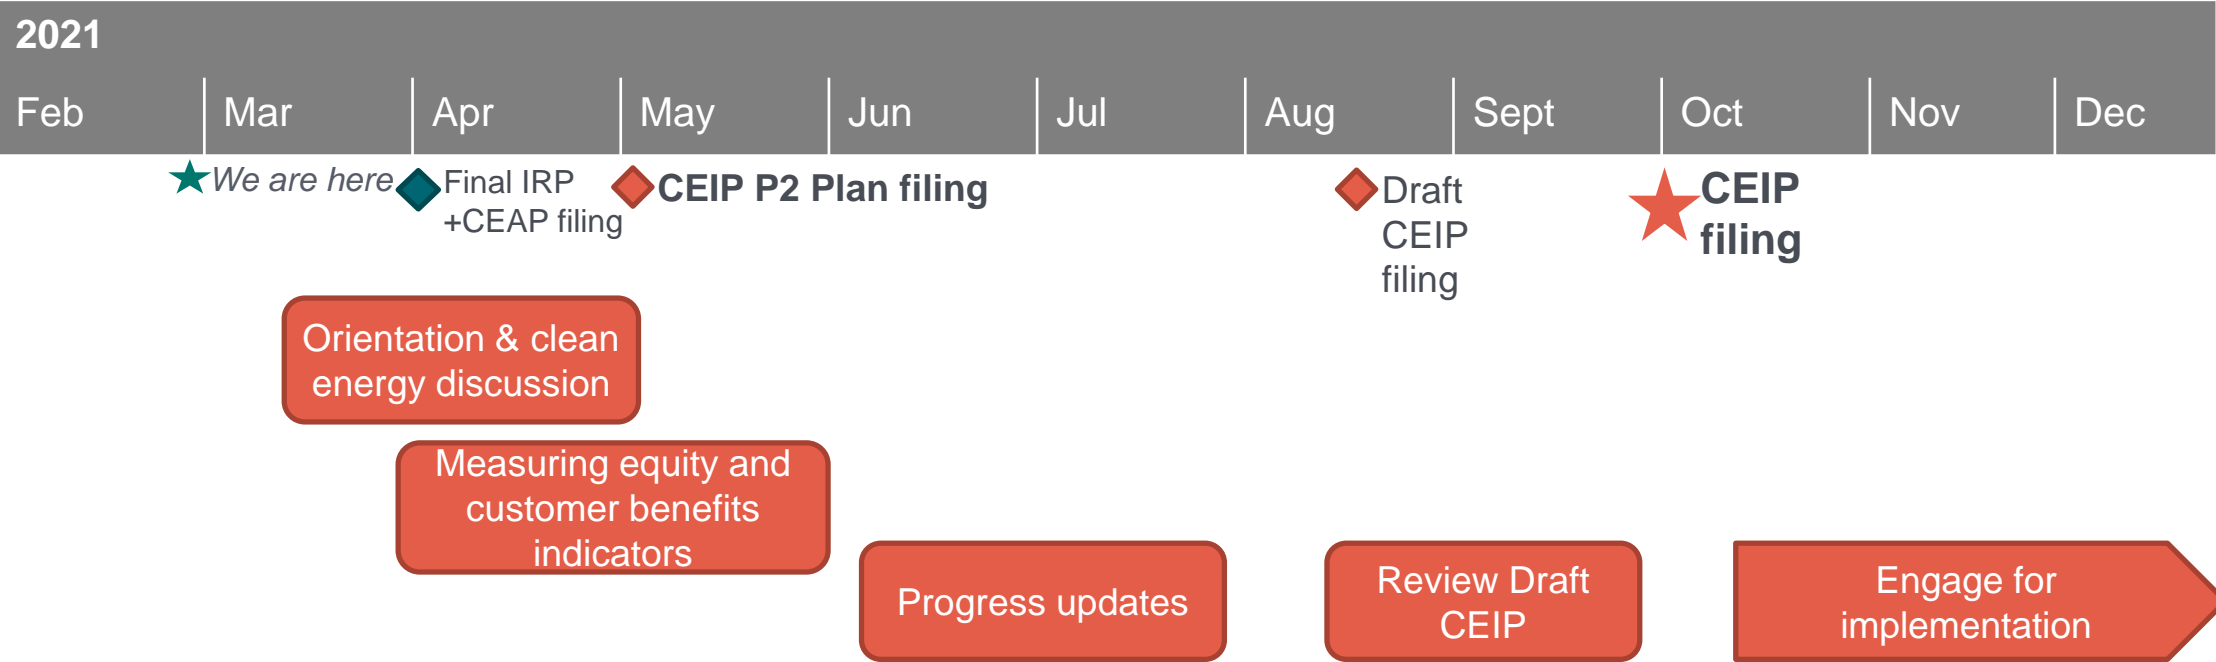 2021
Feb
Mar
Apr
May
Jun
Jul
Aug
Sept
Oct
Nov
Dec
We are here
Final IRP
+CEAP filing
CEIP P2 Plan filing
Draft
CEIP
filing
CEIP
filing
Orientation & clean
energy discussion
Measuring equity and
customer benefits
indicators
Progress updates
Review Draft
CEIP
Engage for
implementation